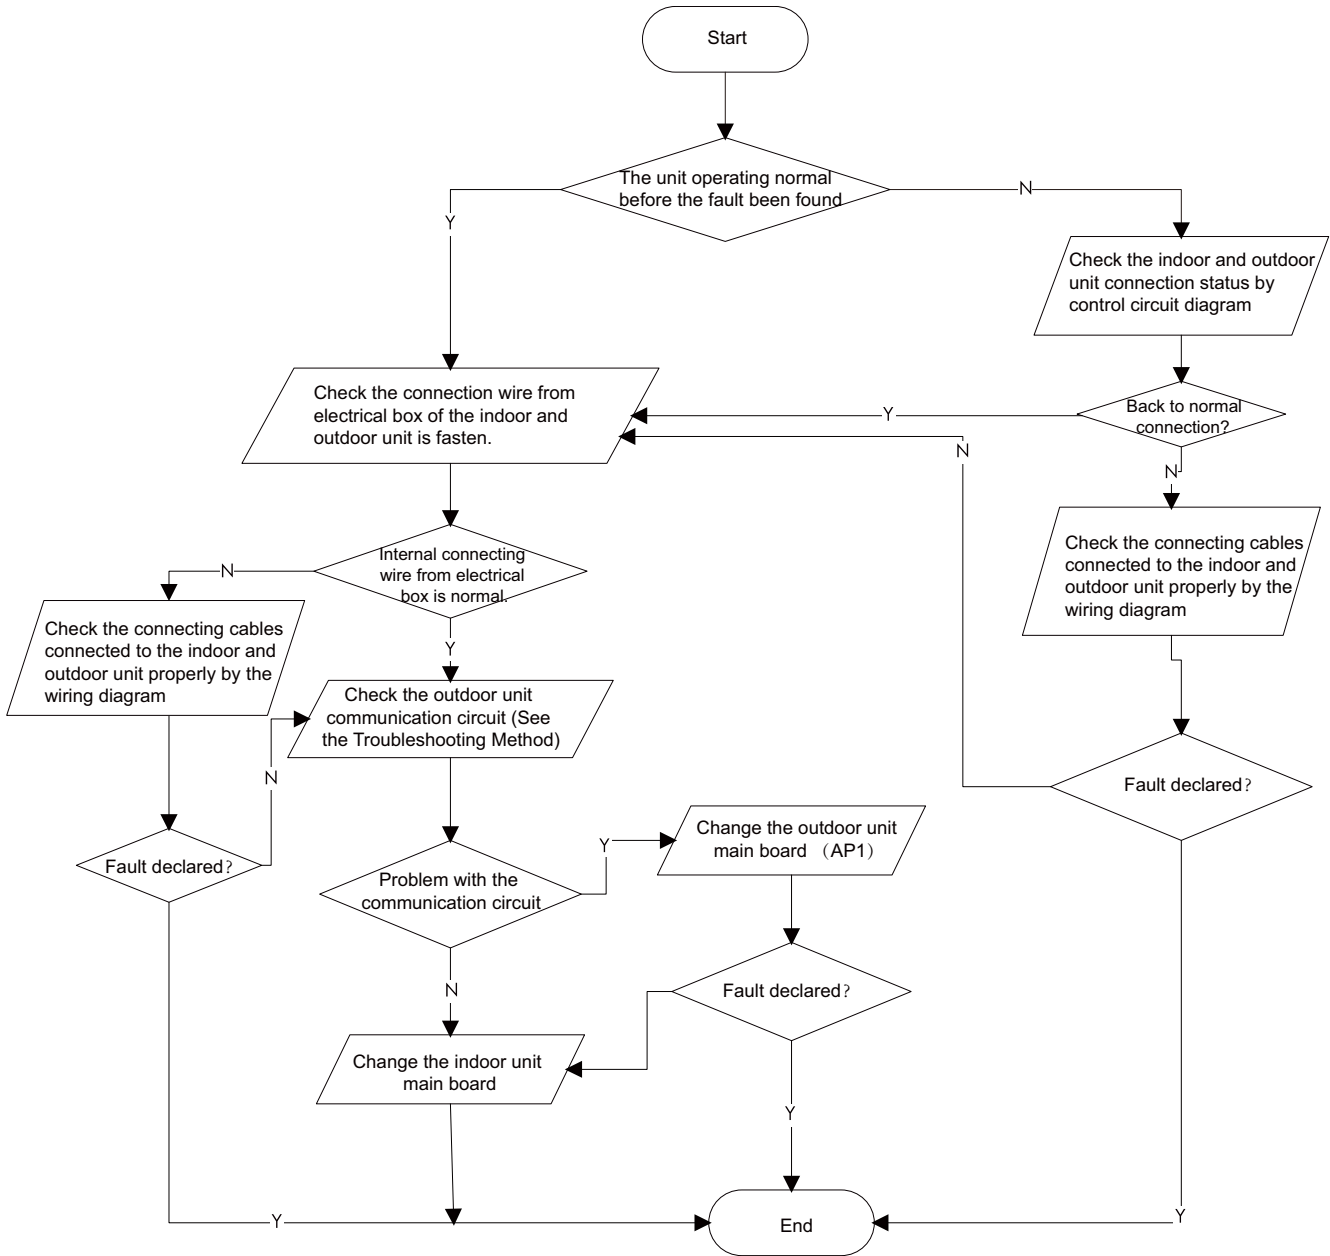 Start
The unit operating normal
before the fault been found
N
Y
Check the indoor and outdoor
unit connection status by
control circuit diagram
Check the connection wire from
electrical box of the indoor and
outdoor unit is fasten.
Y
Back to normal
connection?
N
N
Internal connecting
wire from electrical
box is normal.
N
Check the connecting cables
connected to the indoor and
outdoor unit properly by the
wiring diagram
Check the connecting cables
connected to the indoor and
outdoor unit properly by the
wiring diagram
Y
Check the outdoor unit
communication circuit (See
the Troubleshooting Method)
N
Fault declared?
Change the outdoor unit
main board （AP1）
Y
Fault declared?
Problem with the
communication circuit
N
Fault declared?
Change the indoor unit
main board
Y
Y
Y
End